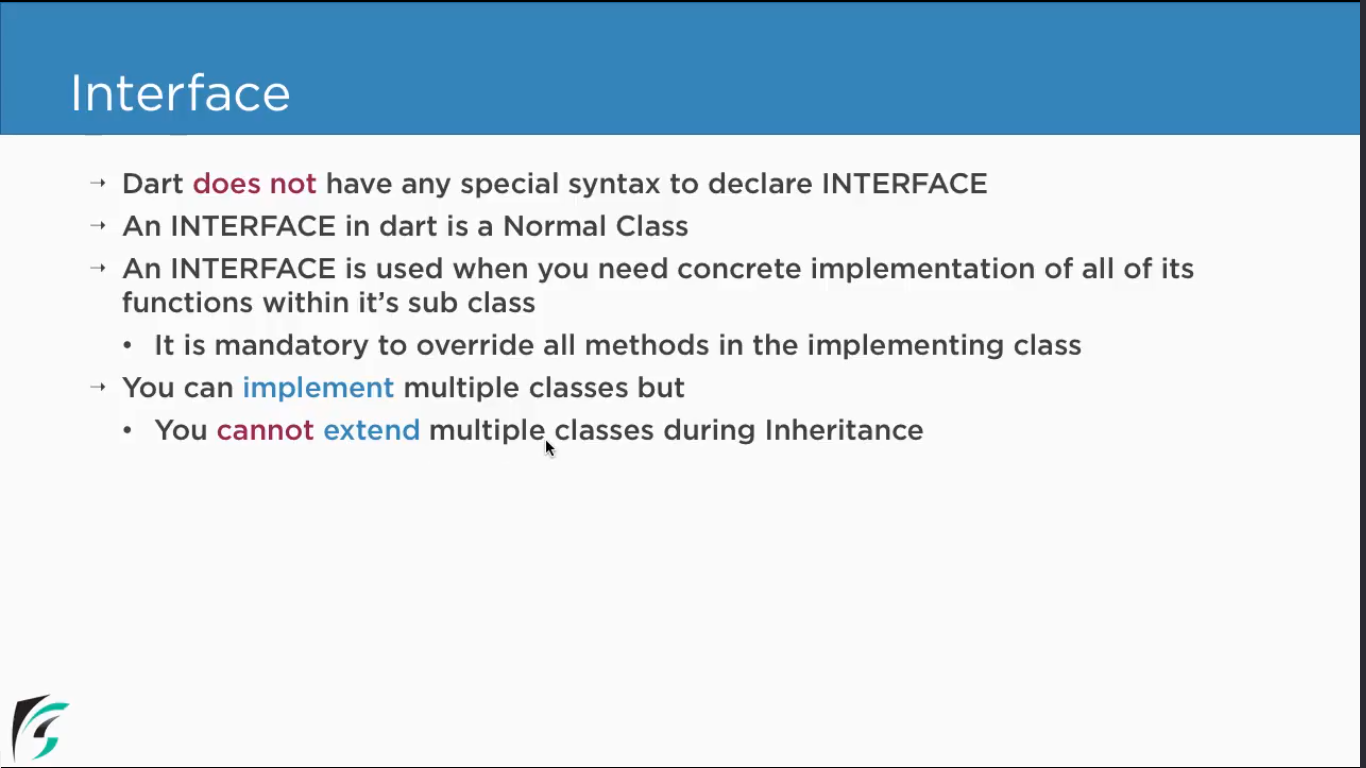 Interface
→ Dart does not have any special syntax to declare INTERFACE
→ An INTERFACE in dart is a Normal Class
→ An INTERFACE is used when you need concrete implementation of all of its
functions within it’s sub class
• It is mandatory to override all methods in the implementing class
→ You can implement multiple classes but
• You cannot extend multiple classes during Inheritance